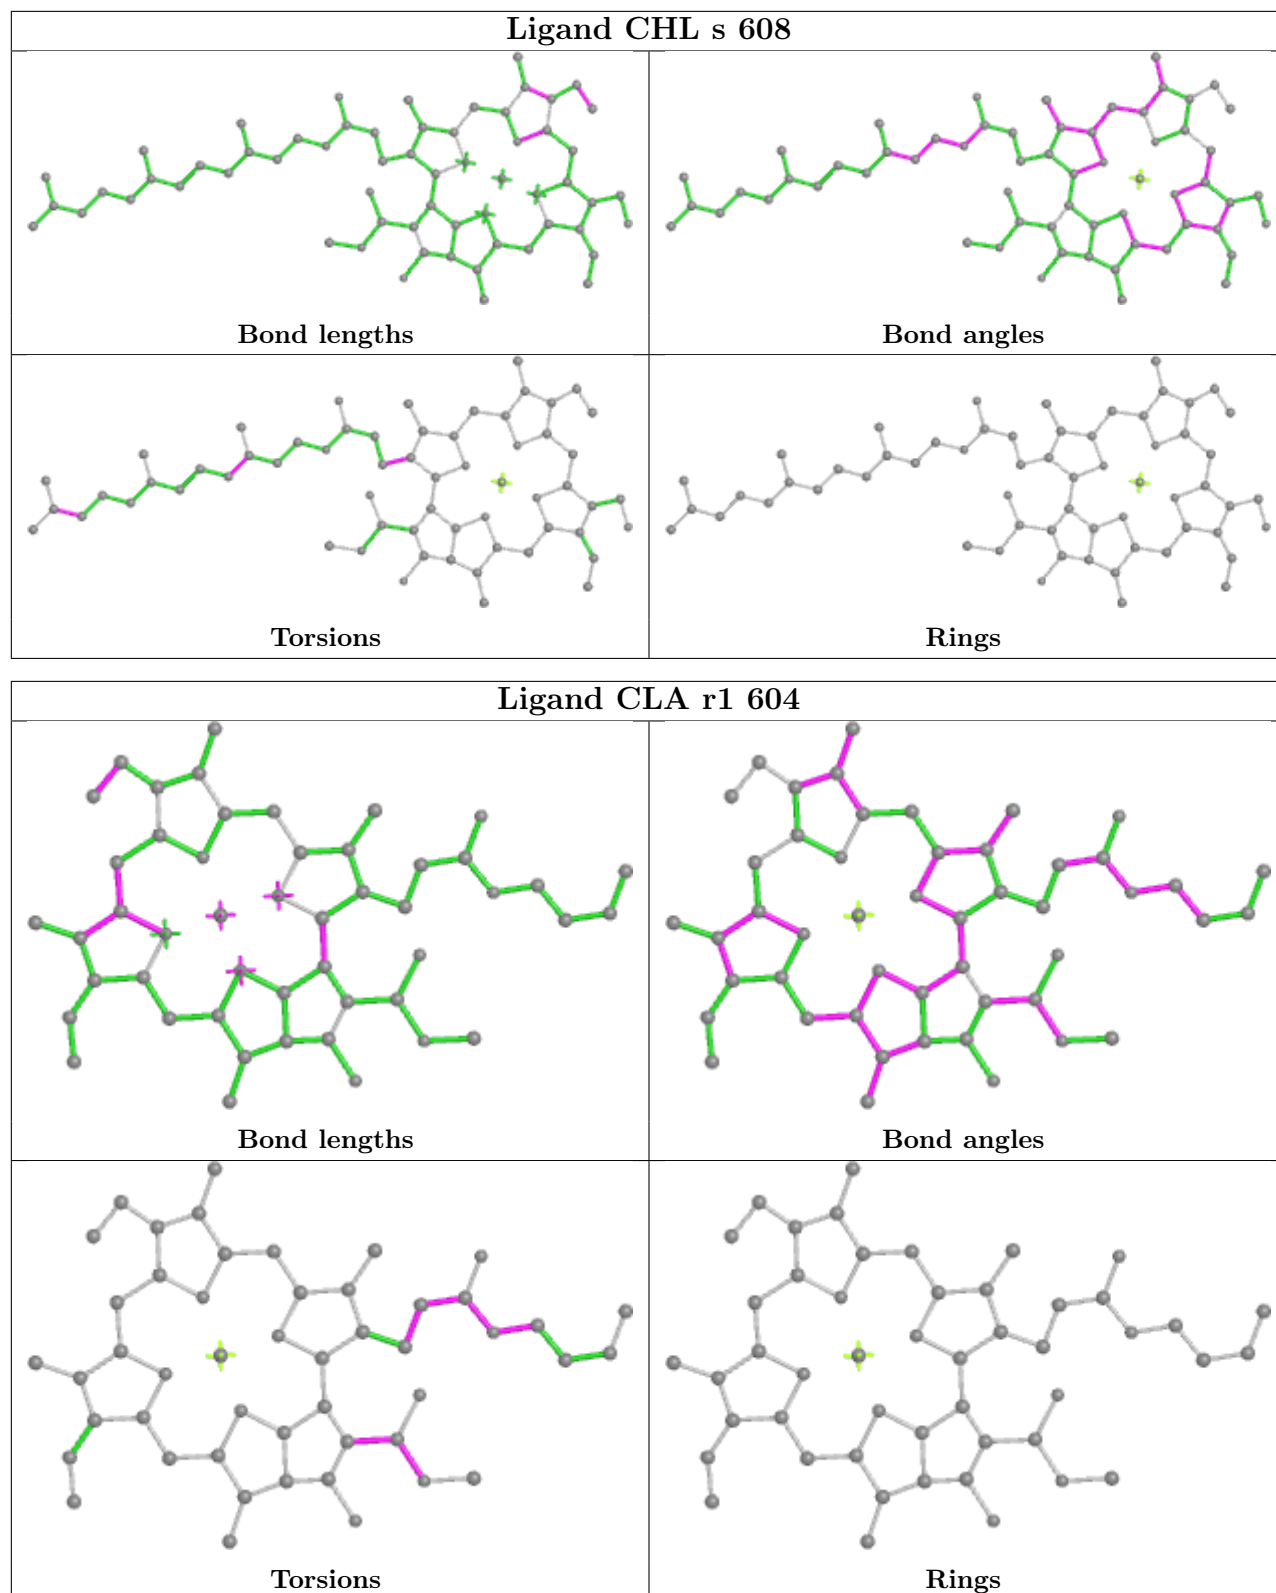 Ligand CHL s 608
Bond lengths
Bond angles
Torsions
Rings
Ligand CLA r1 604
Bond lengths
Bond angles
Torsions
Rings